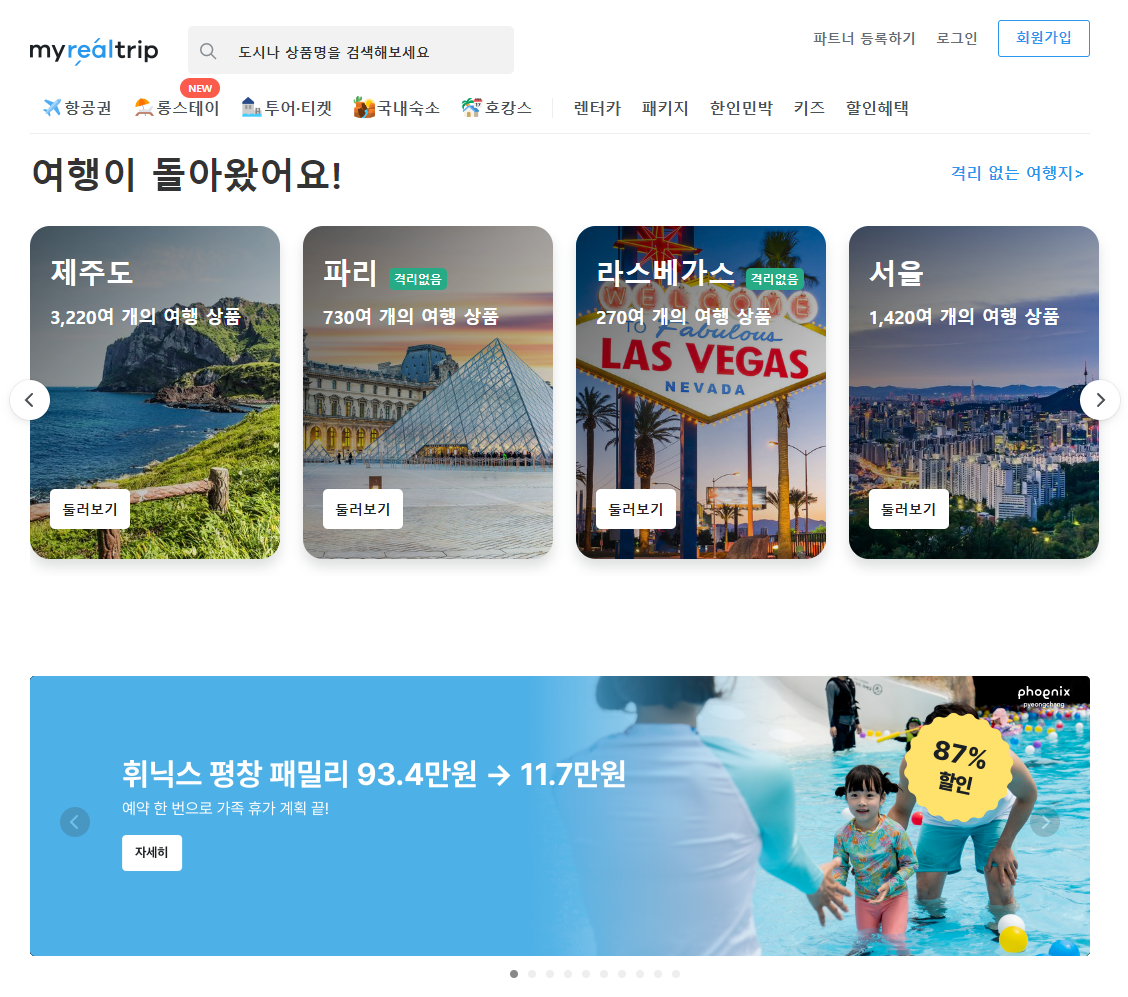 myrealtrip
도시나 상품명을 검색해보세요
파트너 등록하기
로그인
회원가입
NEW
항공권
롱스테이
투어·티켓
국내숙소
호캉스
렌터카
패키지
한인민박
키즈
할인혜택
여행이 돌아왔어요!
격리 없는 여행지>
제주도
3,220여 개의 여행 상품
둘러보기
파리
격리없음
730여 개의 여행 상품
둘러보기
라스베가스
격리없음
270여 개의 여행 상품
WELCOME
TO Fabulous
LAS VEGAS
NEVADA
둘러보기
서울
1,420여 개의 여행 상품
둘러보기
phoenix
pyeongchang
휘닉스 평창 패밀리 93.4만원 → 11.7만원
예약 한 번으로 가족 휴가 계획 끝!
자세히
87%
할인